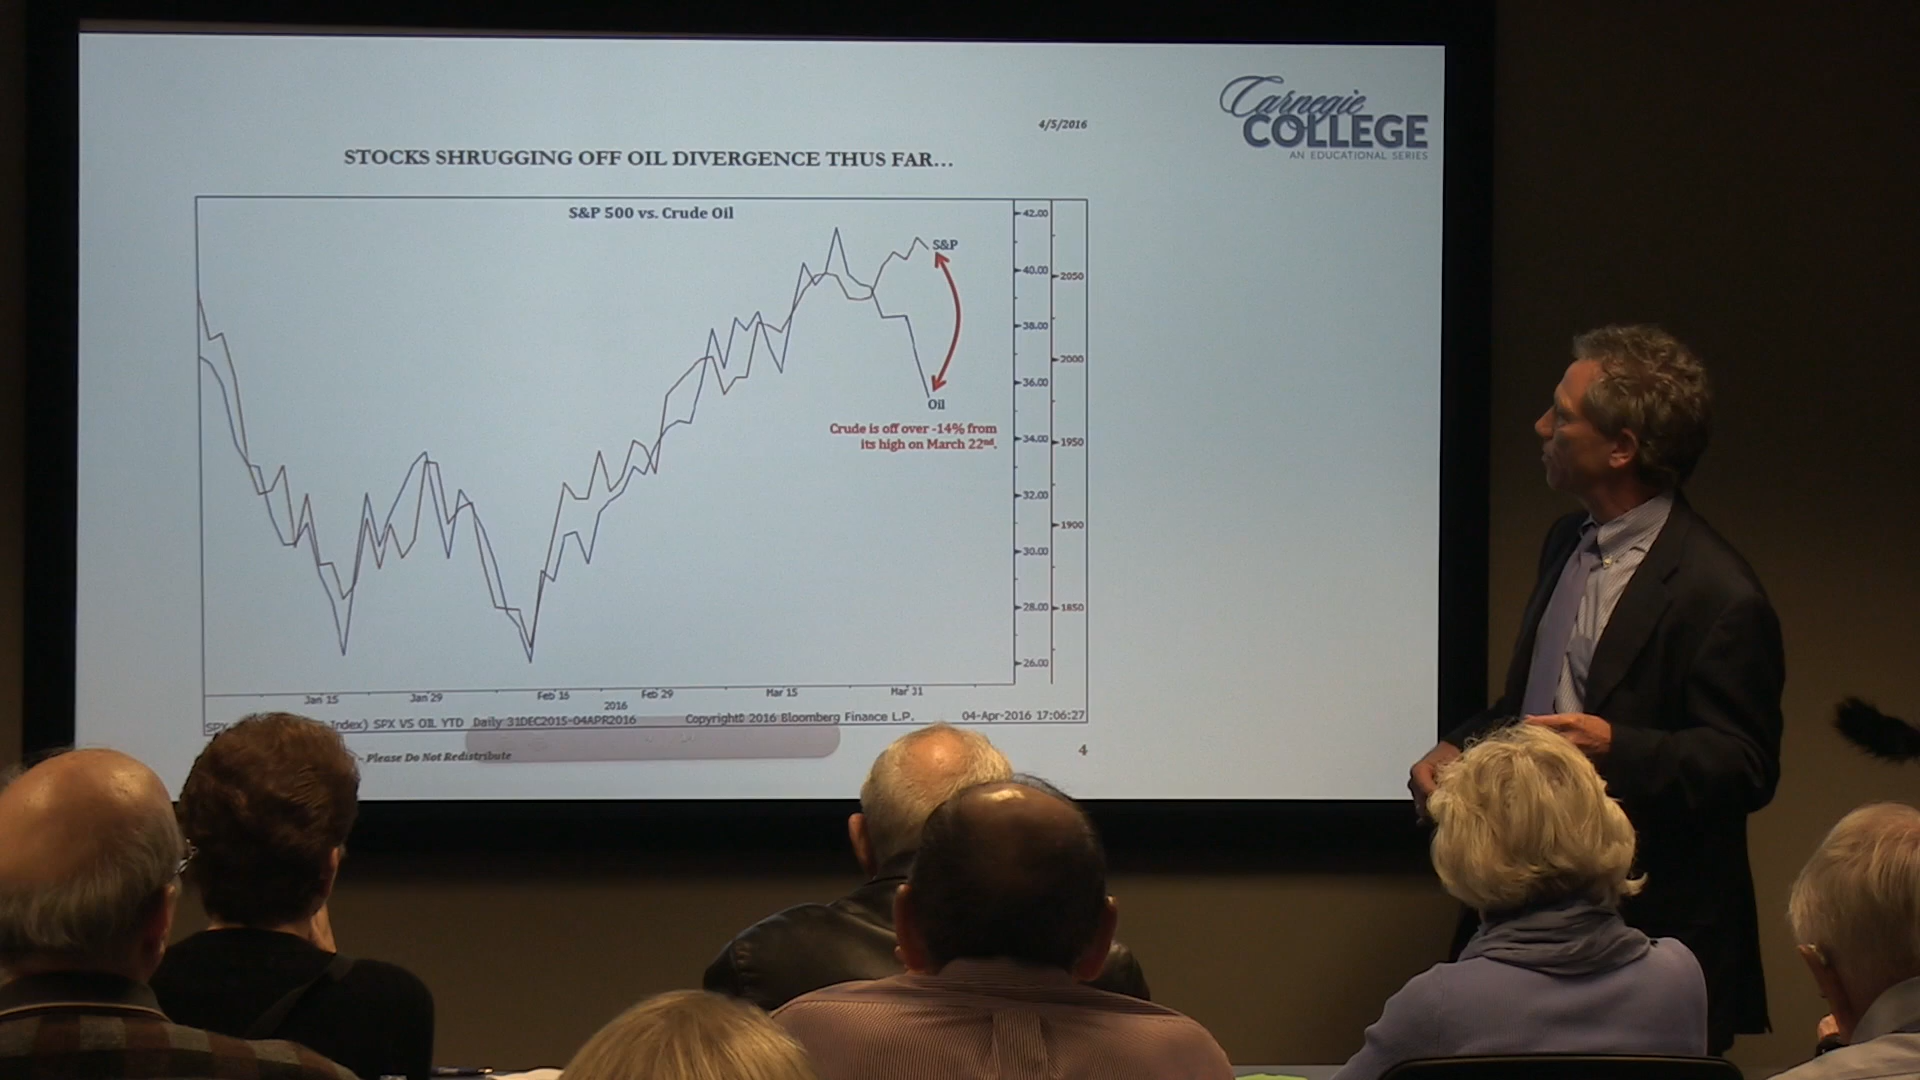 Carnegie
COLLEGE
AN EDUCATIONAL SERIES
4/5/2016
STOCKS SHRUGGING OFF OIL DIVERGENCE THUS FAR…
S&P 500 vs. Crude Oil
S&P
Oil
Crude is off over -14% from
its high on March 22nd.
42.00
40.00
38.00
36.00
34.00
32.00
30.00
28.00
26.00
2050
2000
1950
1900
1850
Jan 15 Jan 29 Feb 15 Feb 29 Mar 15 Mar 31
2016
Index) SPX VS OIL YTD Daily 31DEC2015-04APR2016 Copyright© 2016 Bloomberg Finance L.P. 04-Apr-2016 17:06:27
- Please Do Not Redistribute
4